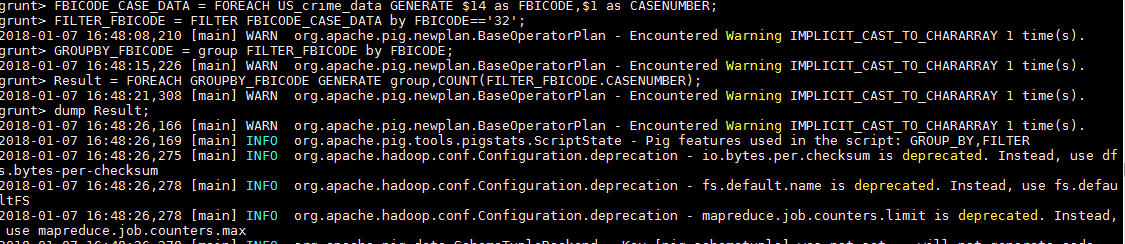 grunt> FBICODE_CASE_DATA = FOREACH US_crime_data GENERATE $14 as FBICODE,$1 as CASENUMBER;
grunt> FILTER_FBICODE = FILTER FBICODE_CASE_DATA by FBICODE=='32';
2018-01-07 16:48:08,210 [main] WARN  org.apache.pig.newplan.BaseOperatorPlan - Encountered Warning IMPLICIT_CAST_TO_CHARARRAY 1 time(s).
grunt> GROUPBY_FBICODE = group FILTER_FBICODE by FBICODE;
2018-01-07 16:48:15,226 [main] WARN  org.apache.pig.newplan.BaseOperatorPlan - Encountered Warning IMPLICIT_CAST_TO_CHARARRAY 1 time(s).
grunt> Result = FOREACH GROUPBY_FBICODE GENERATE group,COUNT(FILTER_FBICODE.CASENUMBER);
2018-01-07 16:48:21,308 [main] WARN  org.apache.pig.newplan.BaseOperatorPlan - Encountered Warning IMPLICIT_CAST_TO_CHARARRAY 1 time(s).
grunt> dump Result;
2018-01-07 16:48:26,166 [main] WARN  org.apache.pig.newplan.BaseOperatorPlan - Encountered Warning IMPLICIT_CAST_TO_CHARARRAY 1 time(s).
2018-01-07 16:48:26,169 [main] INFO  org.apache.pig.tools.pigstats.ScriptState - Pig features used in the script: GROUP_BY,FILTER
2018-01-07 16:48:26,275 [main] INFO  org.apache.hadoop.conf.Configuration.deprecation - io.bytes.per.checksum is deprecated. Instead, use df
s.bytes-per-checksum
2018-01-07 16:48:26,278 [main] INFO  org.apache.hadoop.conf.Configuration.deprecation - fs.default.name is deprecated. Instead, use fs.defau
ltFS
2018-01-07 16:48:26,278 [main] INFO  org.apache.hadoop.conf.Configuration.deprecation - mapreduce.job.counters.limit is deprecated. Instead,
 use mapreduce.job.counters.max